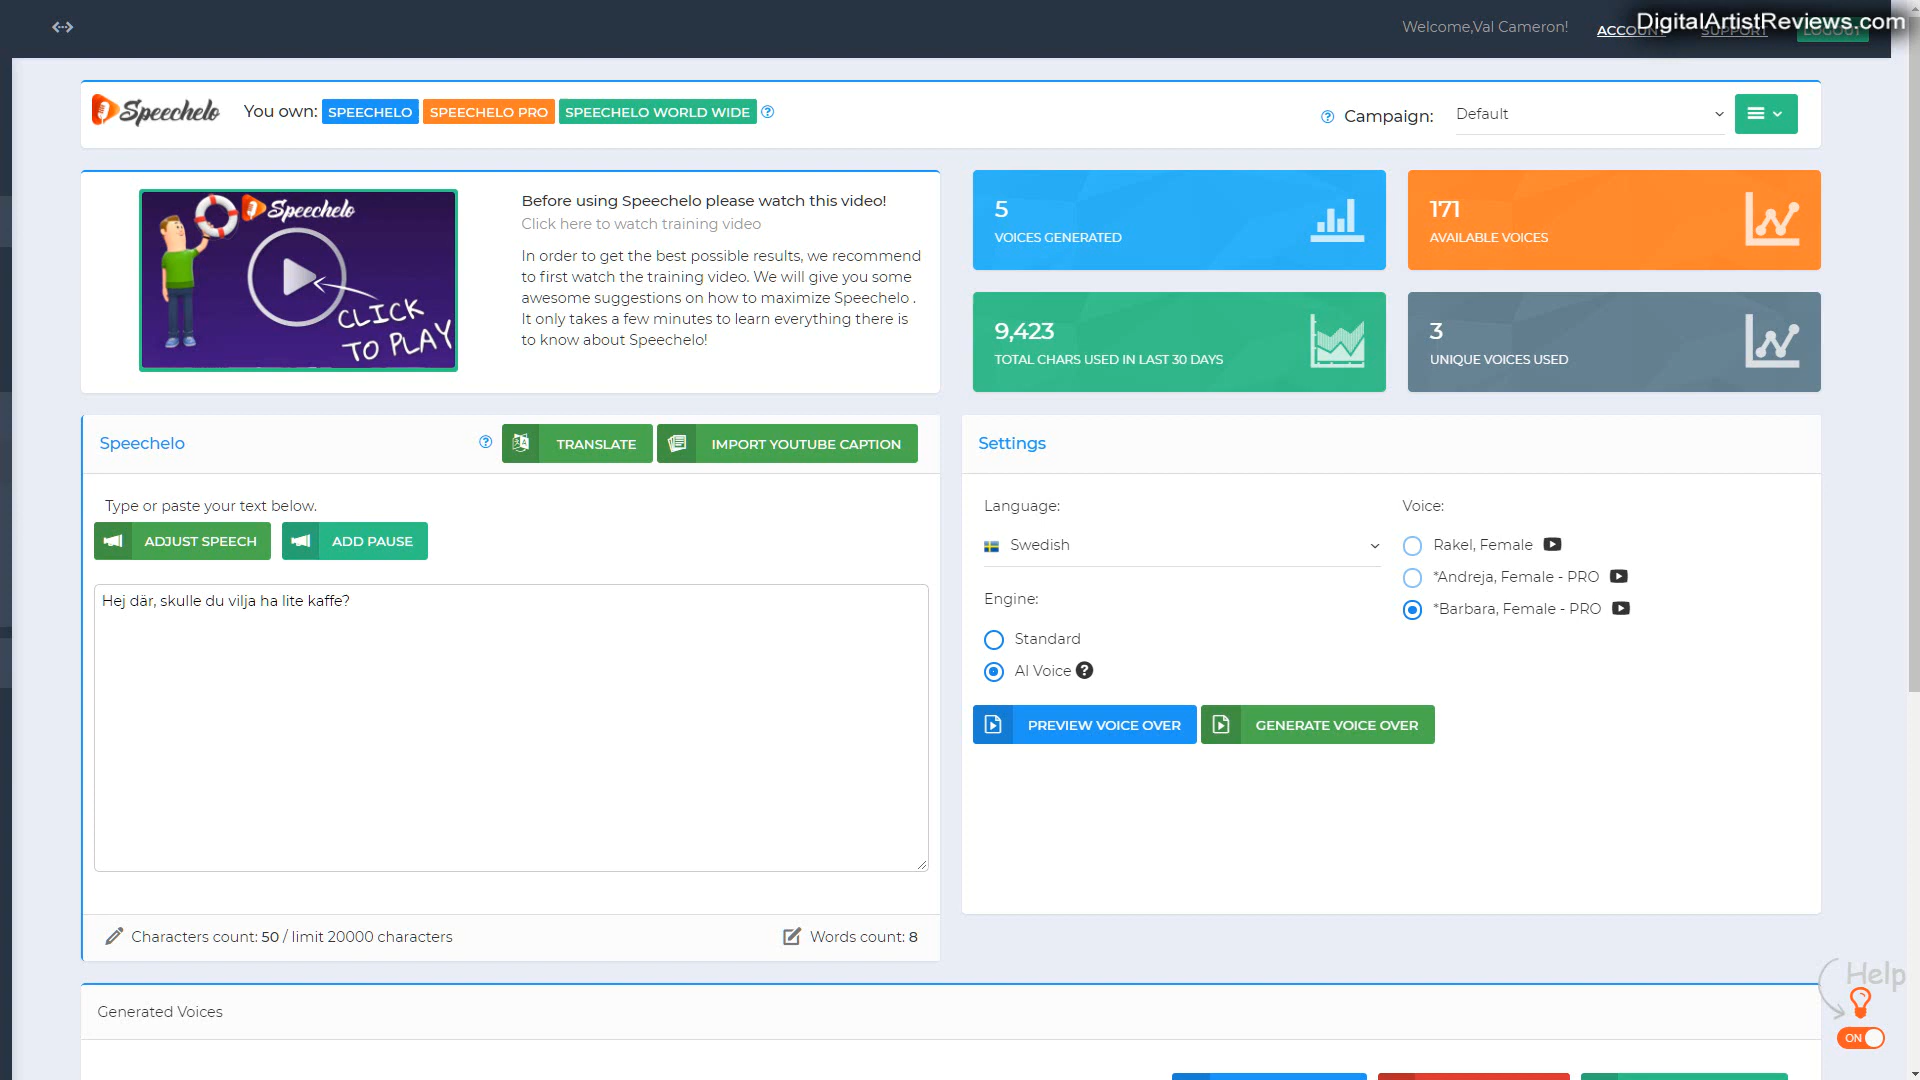 Welcome,Val Cameron!
ACCOUNT
SUPPORT
LOGOUT
DigitalArtistReviews.com
Speechelo
You own: SPEECHELO SPEECHELO PRO SPEECHELO WORLD WIDE
Campaign: Default
Speechelo
CLICK
TO PLAY
Before using Speechelo please watch this video!
Click here to watch training video
In order to get the best possible results, we recommend
to first watch the training video. We will give you some
awesome suggestions on how to maximize Speechelo .
It only takes a few minutes to learn everything there is
to know about Speechelo!
5
VOICES GENERATED
171
AVAILABLE VOICES
9,423
TOTAL CHARS USED IN LAST 30 DAYS
3
UNIQUE VOICES USED
Speechelo
TRANSLATE
IMPORT YOUTUBE CAPTION
Type or paste your text below.
ADJUST SPEECH
ADD PAUSE
Hej där, skulle du vilja ha lite kaffe?
Characters count: 50 / limit 20000 characters
Words count: 8
Settings
Language:
Swedish
Engine:
Standard
AI Voice
Voice:
Rakel, Female
*Andreja, Female - PRO
*Barbara, Female - PRO
PREVIEW VOICE OVER
GENERATE VOICE OVER
Generated Voices
Help
ON